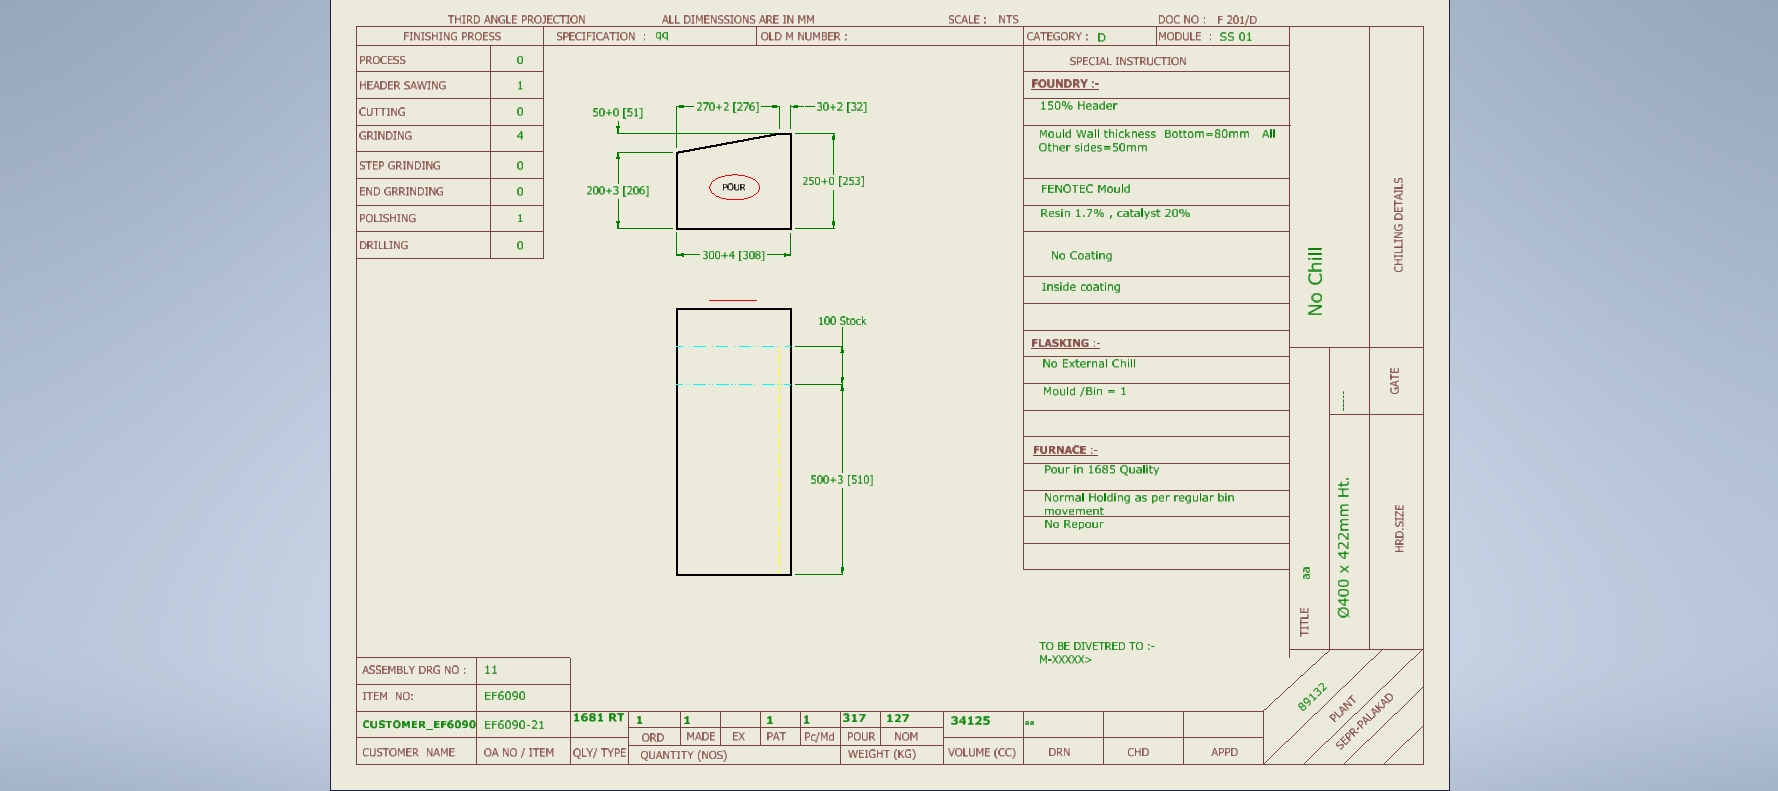 THIRD ANGLE PROJECTION ALL DIMENSSIONS ARE IN MM SCALE : NTS DOC NO : F 201/D
FINISHING PROESS SPECIFICATION : qq OLD M NUMBER : CATEGORY : D MODULE : SS 01
PROCESS 0
HEADER SAWING 1
CUTTING 0
GRINDING 4
STEP GRINDING 0
END GRRINDING 0
POLISHING 1
DRILLING 0
50+0 [51]
270+2 [276]
30+2 [32]
200+3 [206]
POUR
250+0 [253]
300+4 [308]
100 Stock
500+3 [510]
SPECIAL INSTRUCTION
FOUNDRY :-
150% Header
Mould Wall thickness Bottom=80mm All
Other sides=50mm
FENOTEC Mould
Resin 1.7% , catalyst 20%
No Coating
Inside coating
FLASKING :-
No External Chill
Mould /Bin = 1
FURNACE :-
Pour in 1685 Quality
Normal Holding as per regular bin
movement
No Repour
TO BE DIVETRED TO :-
M-XXXXX>
No Chill
CHILLING DETAILS
-----
GATE
TITLE aa
Ø400 x 422mm Ht.
HRD.SIZE
89132
PLANT
SEPR-PALAKAD
ASSEMBLY DRG NO : 11
ITEM NO: EF6090
CUSTOMER_EF6090 EF6090-21 1681 RT 1 1 1 1 317 127 34125 aa
ORD MADE EX PAT Pc/Md POUR NOM
CUSTOMER NAME OA NO / ITEM QLY/ TYPE QUANTITY (NOS) WEIGHT (KG) VOLUME (CC) DRN CHD APPD